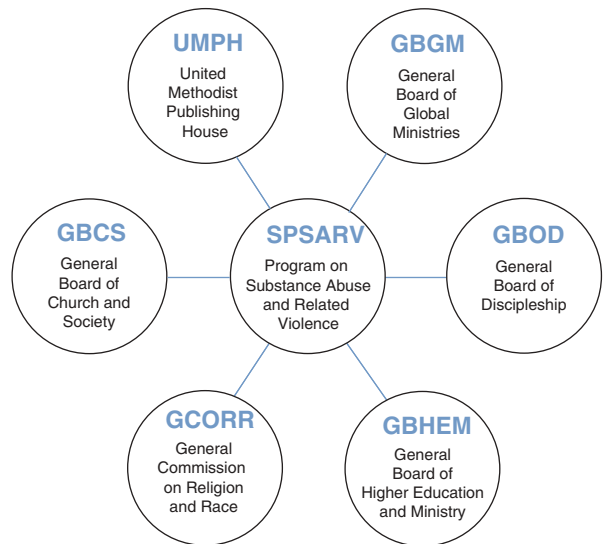 UMPH
United
Methodist
Publishing
House
GBGM
General
Board of
Global
Ministries
GBCS
General
Board of
Church and
Society
SPSARV
Program on
Substance Abuse
and Related
Violence
GBOD
General
Board of
Discipleship
GCORR
General
Commission
on Religion
and Race
GBHEM
General
Board of
Higher Education
and Ministry